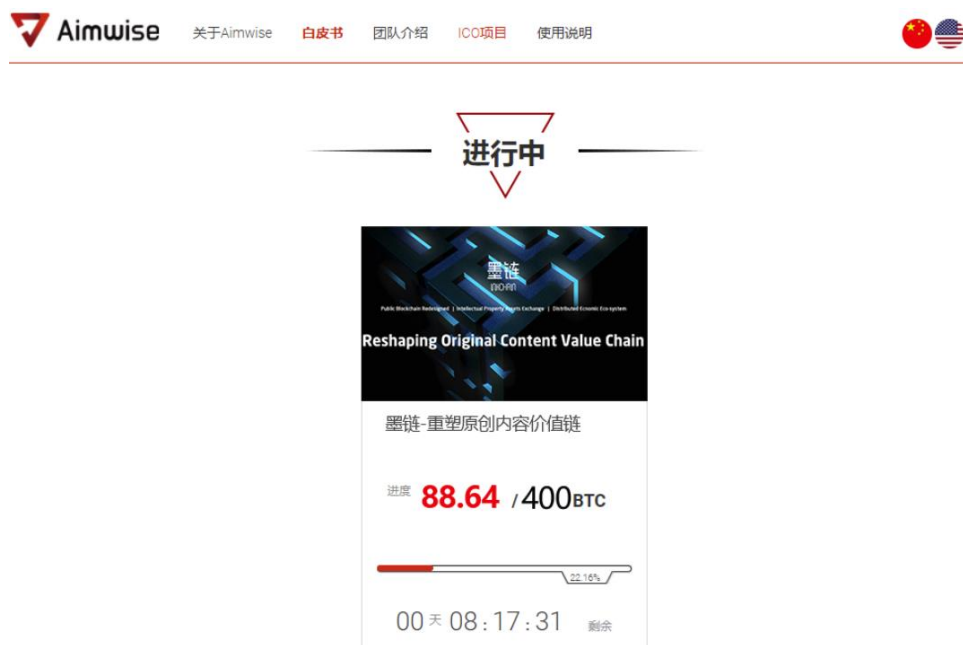 Aimwise 关于Aimwise 白皮书 团队介绍 ICO项目 使用说明
进行中
墨链
Public Blockchain Redesigned | Intellectual Property Assets Exchange | Distributed Economic Eco-system
Reshaping Original Content Value Chain
墨链-重塑原创内容价值链
进度 88.64 /400BTC
22.16%
00天 08:17:31 剩余